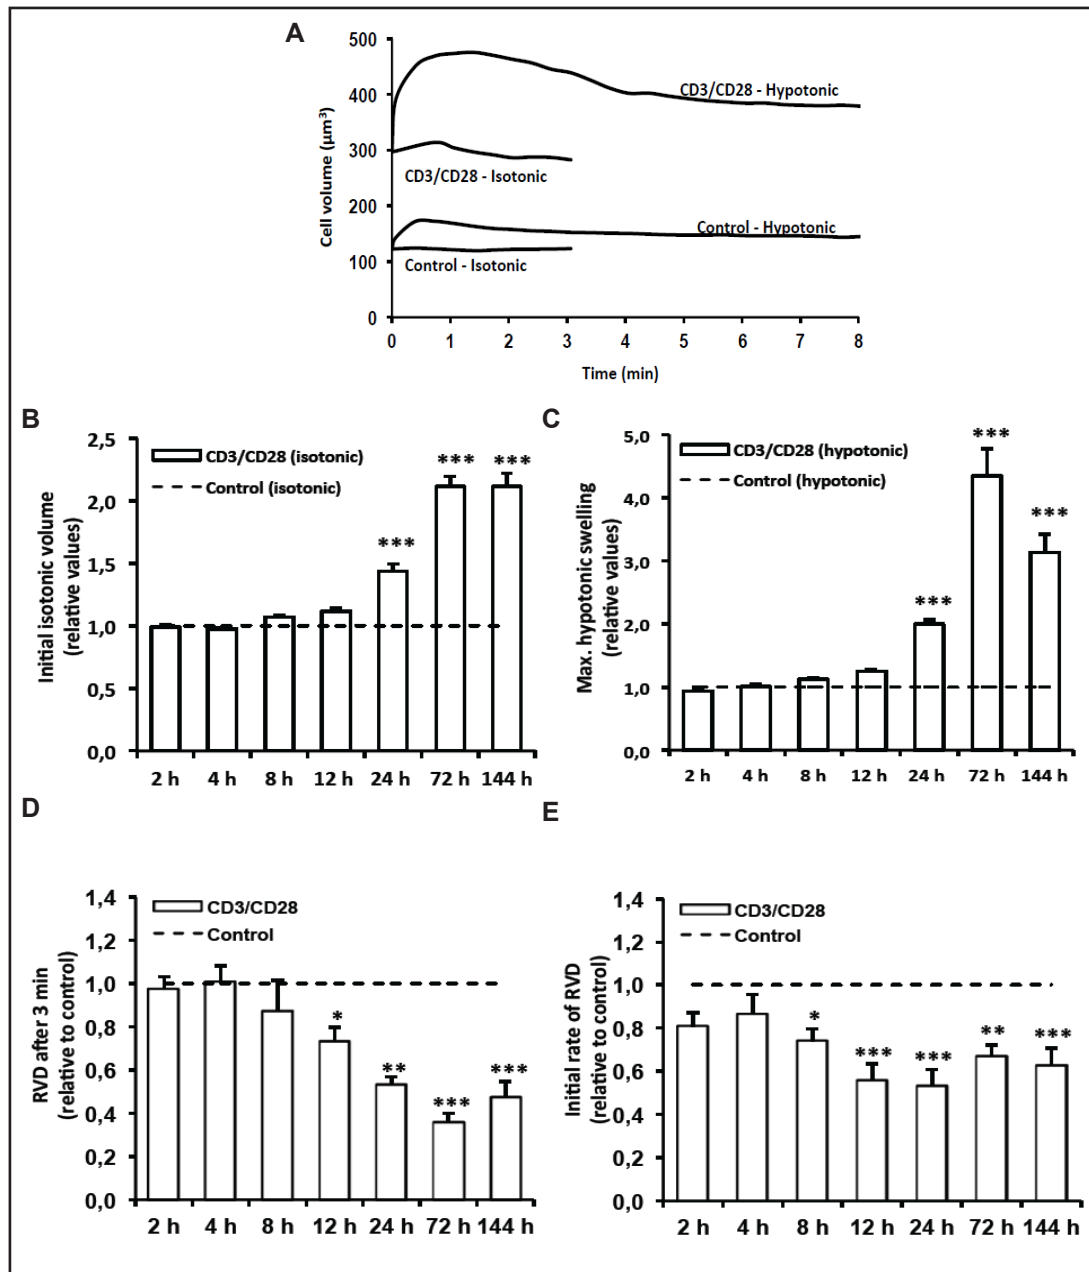 A
500
400
300
200
100
0
Cell volume (µm³)
CD3/CD28 - Hypotonic
CD3/CD28 - Isotonic
Control - Hypotonic
Control - Isotonic
0 1 2 3 4 5 6 7 8
Time (min)
B
2,5
2,0
1,5
1,0
0,5
0,0
Initial isotonic volume
(relative values)
CD3/CD28 (isotonic)
Control (isotonic)
*** *** ***
2 h 4 h 8 h 12 h 24 h 72 h 144 h
C
5,0
4,0
3,0
2,0
1,0
0,0
Max. hypotonic swelling
(relative values)
CD3/CD28 (hypotonic)
Control (hypotonic)
*** *** ***
2 h 4 h 8 h 12 h 24 h 72 h 144 h
D
1,4
1,2
1,0
0,8
0,6
0,4
0,2
0,0
RVD after 3 min
(relative to control)
CD3/CD28
Control
* ** *** ***
2 h 4 h 8 h 12 h 24 h 72 h 144 h
E
1,4
1,2
1,0
0,8
0,6
0,4
0,2
0,0
Initial rate of RVD
(relative to control)
CD3/CD28
Control
* *** *** ** ***
2 h 4 h 8 h 12 h 24 h 72 h 144 h